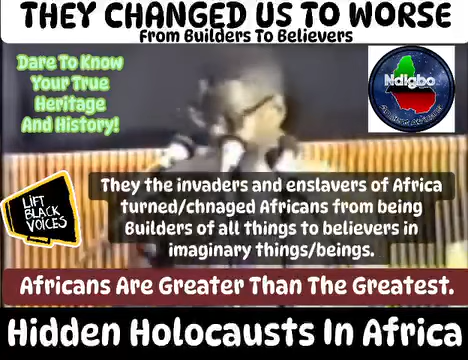 THEY CHANGED US TO WORSE
From Builders To Believers
Dare To Know
Your True
Heritage
And History!
Ndigbo
LIFT
BLACK
VOICES
They the invaders and enslavers of Africa
turned/chnaged Africans from being
Builders of all things to believers in
imaginary things/beings.
Africans Are Greater Than The Greatest.
Hidden Holocausts In Africa